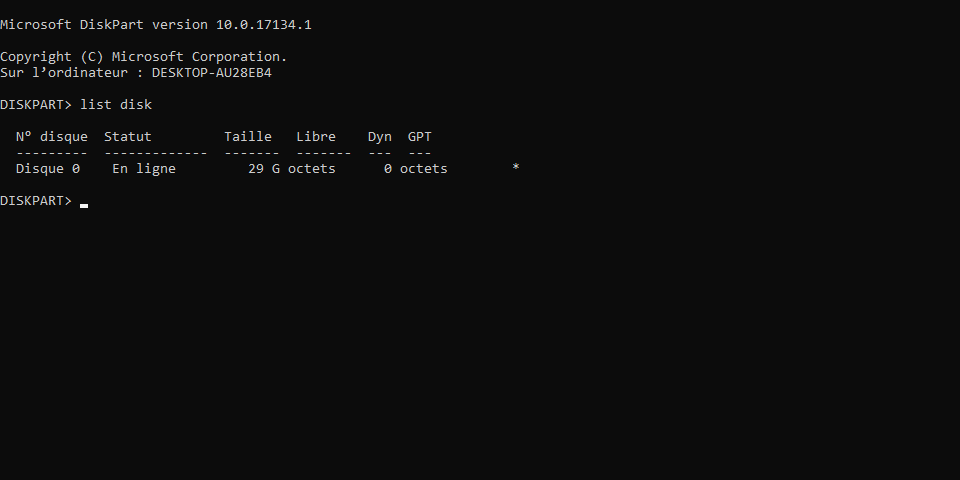 Microsoft DiskPart version 10.0.17134.1
Copyright (C) Microsoft Corporation.
Sur l’ordinateur : DESKTOP-AU28EB4
DISKPART> list disk
N° disque  Statut         Taille   Libre    Dyn  GPT
---------  -------------  -------  -------  ---  ---
Disque 0    En ligne         29 G octets      0 octets        *
DISKPART>